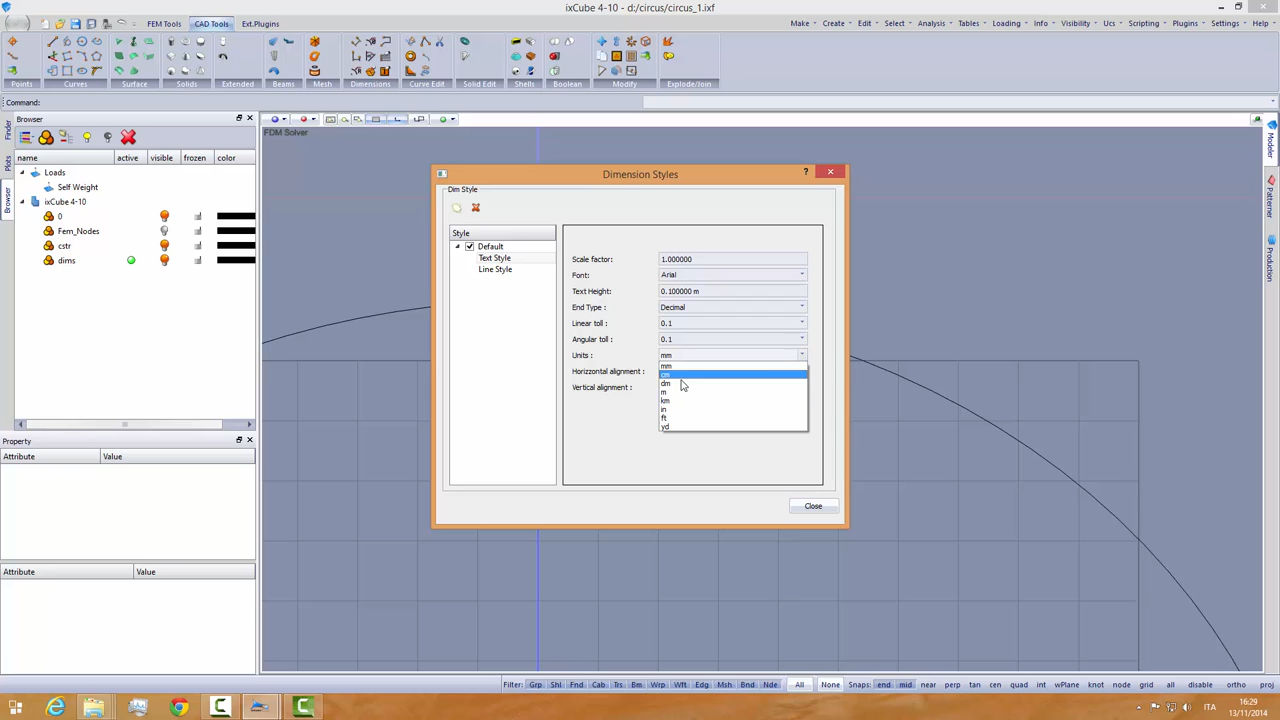 ixCube 4-10 - d:/circus/circus_1.ixf
FEM Tools CAD Tools Ext.Plugins
Make Create Edit Select Analysis Tables Loading Info Visibility Ucs Scripting Plugins Settings Help
Points Curves Surface Solids Extended Beams Mesh Dimensions Curve Edit Solid Edit Shells Boolean Modify Explode/Join
Command:
Browser
FDM Solver
name active visible frozen color
Loads
Self Weight
ixCube 4-10
0
Fem_Nodes
cstr
dims
Finder
Plots
Browser
Modeler
Patterner
Production
Dimension Styles
?
Dim Style
Style
Default
Text Style
Line Style
Scale factor: 1.000000
Font: Arial
Text Height: 0.100000 m
End Type : Decimal
Linear toll : 0.1
Angular toll : 0.1
Units : mm
Horizontal alignment :
Vertical alignment :
mm
cm
dm
m
km
in
ft
yd
Close
Property
Attribute Value
Attribute Value
Filter: Grp Shl Fnd Cab Trs Bm Wrp Wft Edg Msh Bnd Nde All None Snaps: end mid near perp tan cen quad int wPlane knot node grid all disable ortho proj
ITA
16:29
13/11/2014